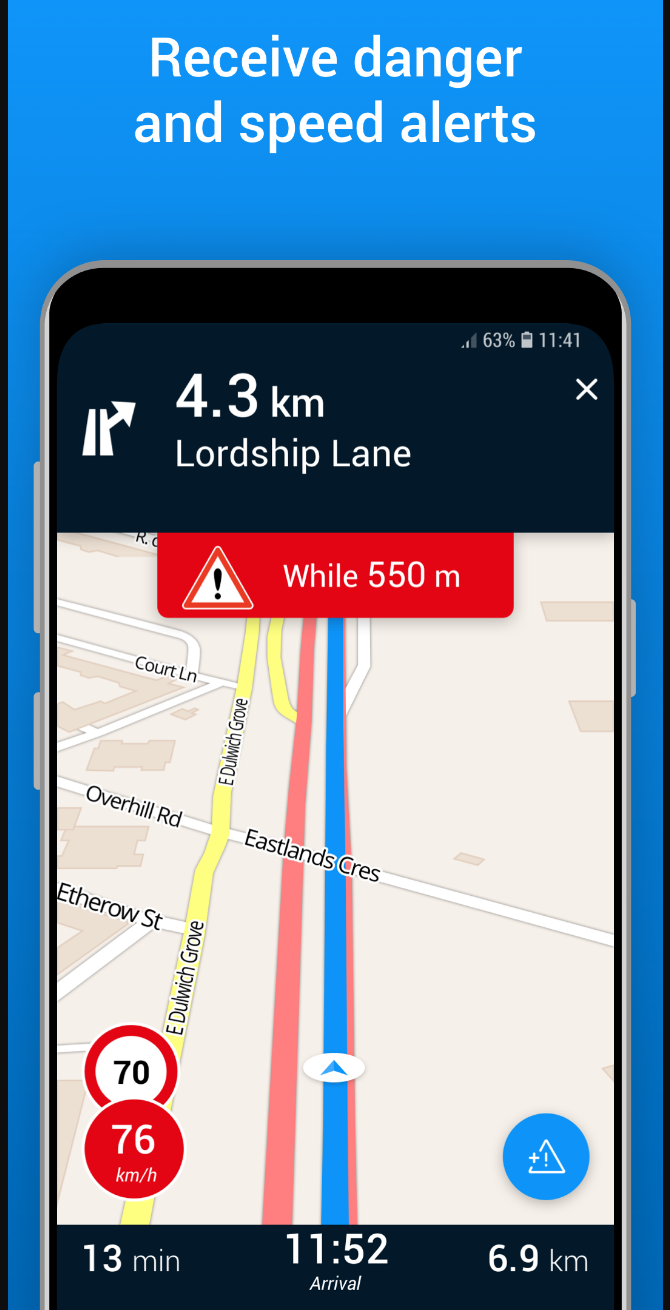 Receive danger
and speed alerts
63% 11:41
4.3 km
Lordship Lane
While 550 m
Court Ln
E Dulwich Grove
Overhill Rd
Eastlands Cres
Etherow St
E Dulwich Grove
70
76
km/h
13 min
11:52
Arrival
6.9 km